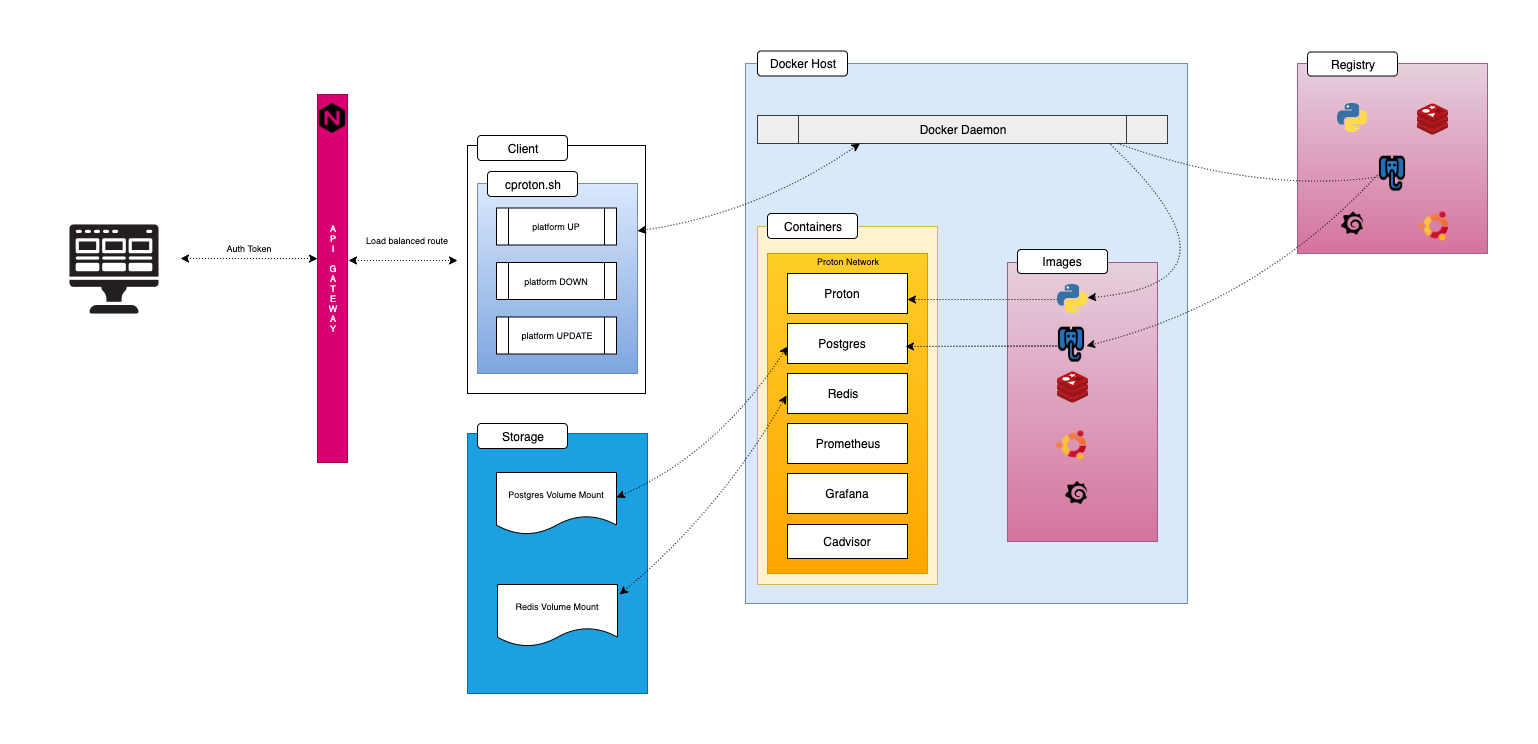 Auth Token
N
API GATEWAY
Load balanced route
Client
cproton.sh
platform UP
platform DOWN
platform UPDATE
Storage
Postgres Volume Mount
Redis Volume Mount
Docker Host
Docker Daemon
Containers
Proton Network
Proton
Postgres
Redis
Prometheus
Grafana
Cadvisor
Images
Registry